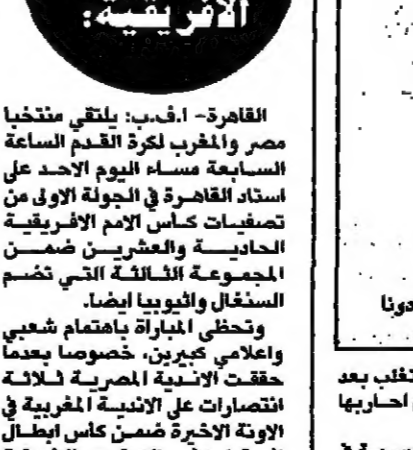 الافريقية:
القاهرة- ا.ف.ب: يلتقي منتخبا
مصر والمغرب لكرة القدم الساعة
السابعة مساء اليوم الاحد على
استاد القاهرة في الجولة الاولى من
تصفيات كأس الامم الافريقية
الحادية والعشرين ضمن
المجموعة الثالثة التي تضم
السنغال واثيوبيا ايضا.
وتحظى المباراة باهتمام شعبي
واعلامي كبيرين، خصوصا بعدما
حققت الاندية المصرية ثلاثة
انتصارات على الاندية المغربية في
الاونة الاخيرة ضمن كأس ابطال
دونا
تغلب بعد
احاربها